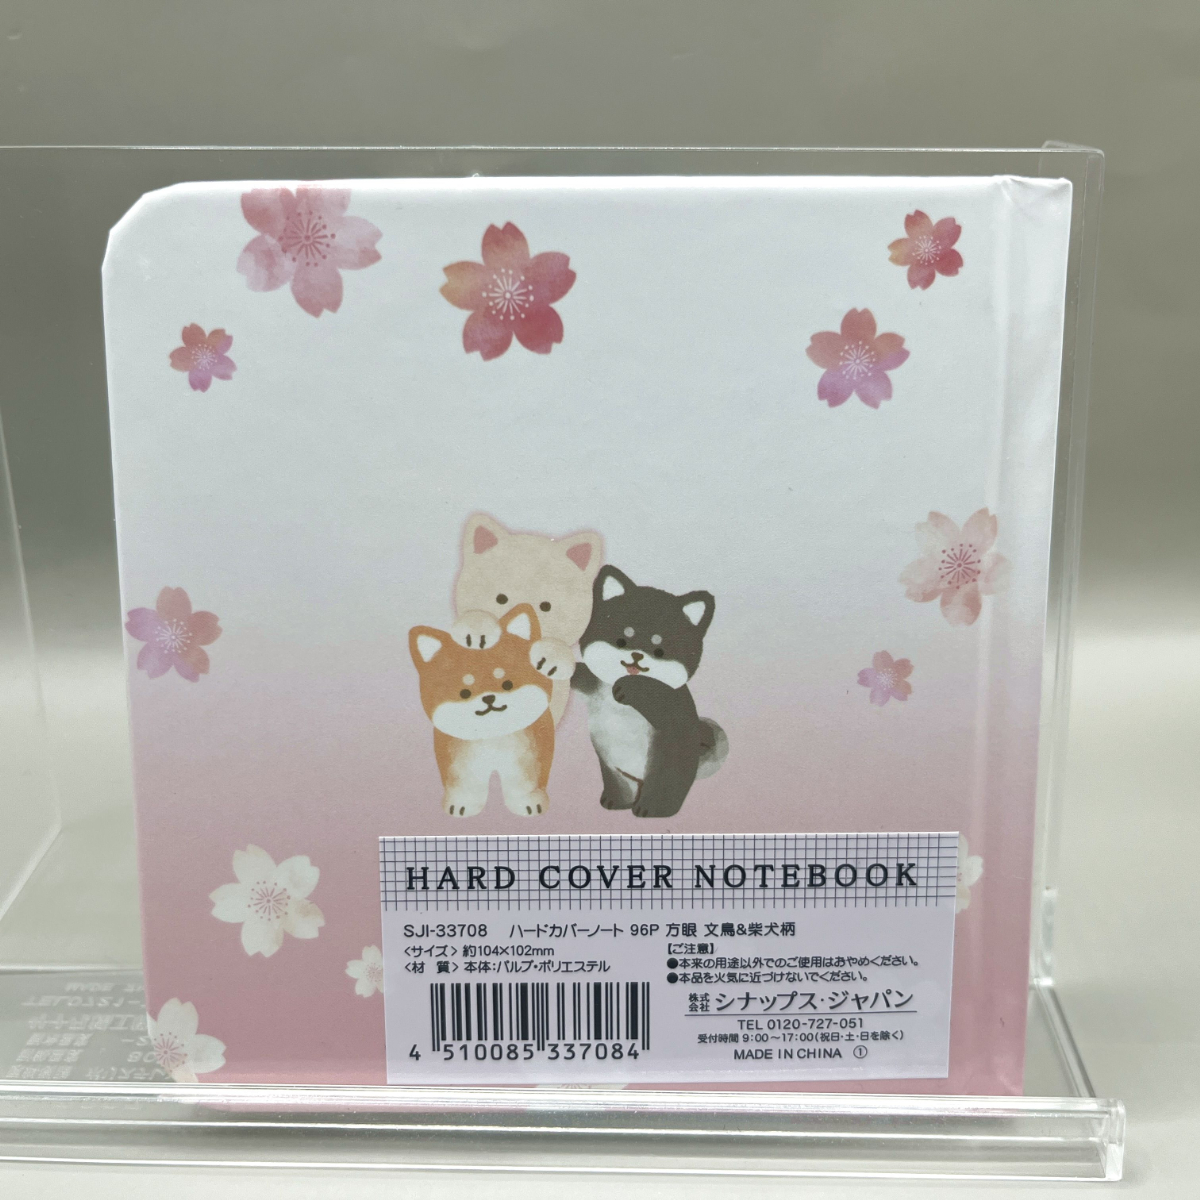 HARD COVER NOTEBOOK
SJI-33708 ハードカバーノート 96P 方眼 文鳥&柴犬柄
<サイズ> 約104×102mm
<材 質> 本体:パルプ・ポリエステル
【ご注意】
●本来の用途以外でのご使用はおやめください。
●本品を火気に近づけないでください。
株式会社 シナップス・ジャパン
TEL 0120-727-051
受付時間 9:00～17:00(祝日・土・日を除く)
MADE IN CHINA ①
4 510085 337084